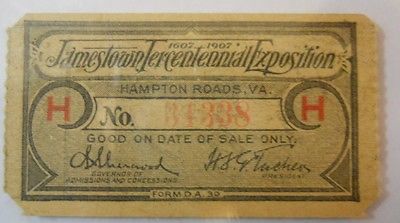 1607 - 1907
Jamestown Tercentennial Exposition
HAMPTON ROADS, VA.
H No. 34338 H
GOOD ON DATE OF SALE ONLY.
GOVERNOR OF PRESIDENT.
ADMISSIONS AND CONCESSIONS.
FORM D.A. 30